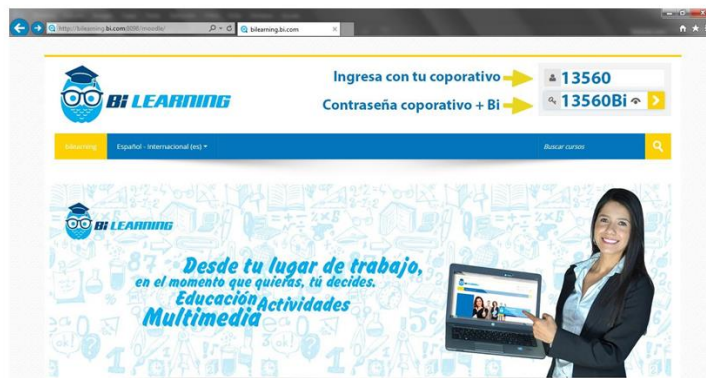 http://bilearning.bi.com:8090/moodle/
bilearning.bi.com
Bi LEARNING
Ingresa con tu coporativo
13560
Contraseña coporativo + Bi
13560Bi
bilearning
Español - Internacional (es)
Buscar cursos
Bi LEARNING
Desde tu lugar de trabajo,
en el momento que quieras, tú decides.
Educación Actividades
Multimedia